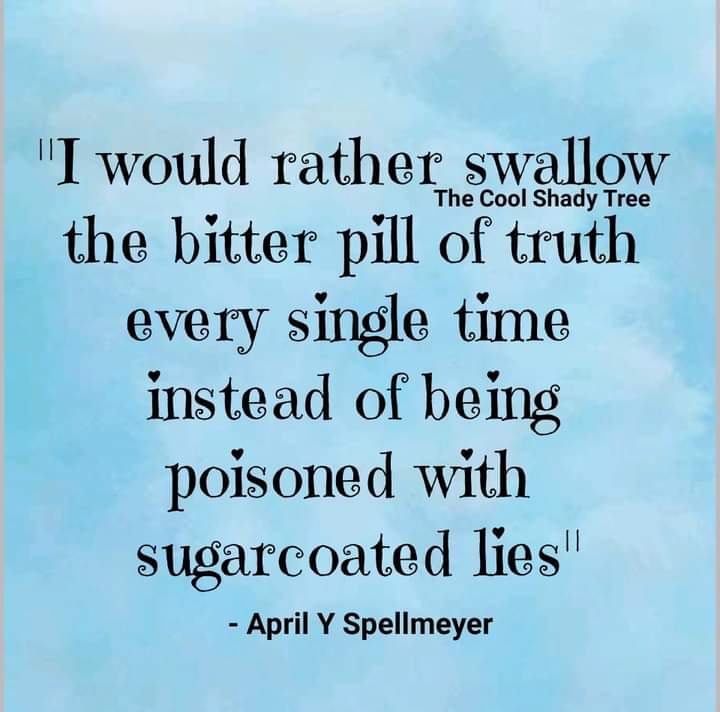 "I would rather swallow
The Cool Shady Tree
the bitter pill of truth
every single time
instead of being
poisoned with
sugarcoated lies"
- April Y Spellmeyer